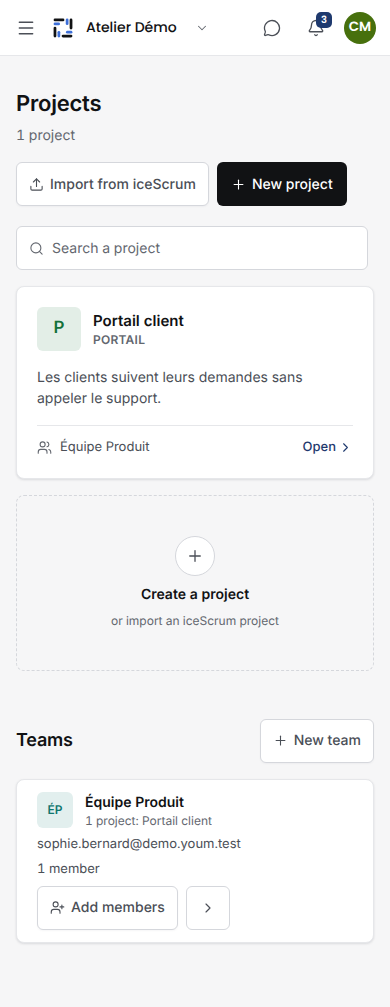 Atelier Démo
3
CM
Projects
1 project
Import from iceScrum
New project
Search a project
P
Portail client
PORTAIL
Les clients suivent leurs demandes sans
appeler le support.
Équipe Produit
Open
Create a project
or import an iceScrum project
Teams
New team
ÉP
Équipe Produit
1 project: Portail client
sophie.bernard@demo.youm.test
1 member
Add members